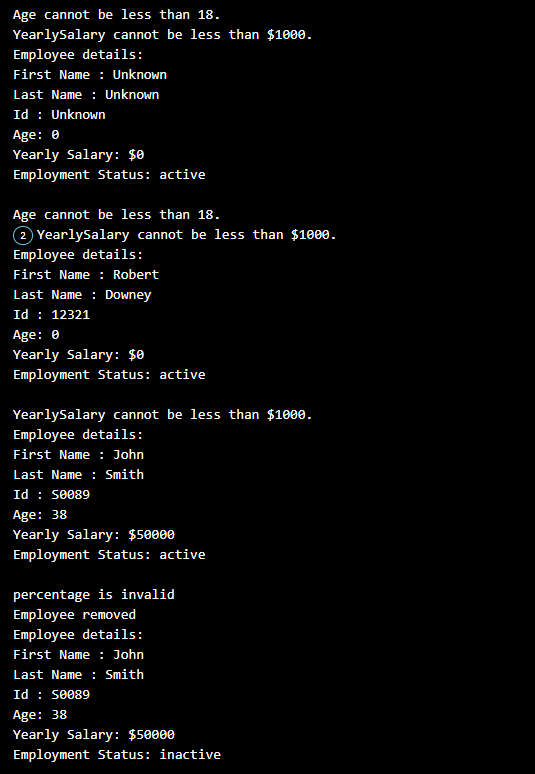 Age cannot be less than 18.
YearlySalary cannot be less than $1000.
Employee details:
First Name : Unknown
Last Name : Unknown
Id : Unknown
Age: 0
Yearly Salary: $0
Employment Status: active

Age cannot be less than 18.
2 YearlySalary cannot be less than $1000.
Employee details:
First Name : Robert
Last Name : Downey
Id : 12321
Age: 0
Yearly Salary: $0
Employment Status: active

YearlySalary cannot be less than $1000.
Employee details:
First Name : John
Last Name : Smith
Id : S0089
Age: 38
Yearly Salary: $50000
Employment Status: active

percentage is invalid
Employee removed
Employee details:
First Name : John
Last Name : Smith
Id : S0089
Age: 38
Yearly Salary: $50000
Employment Status: inactive